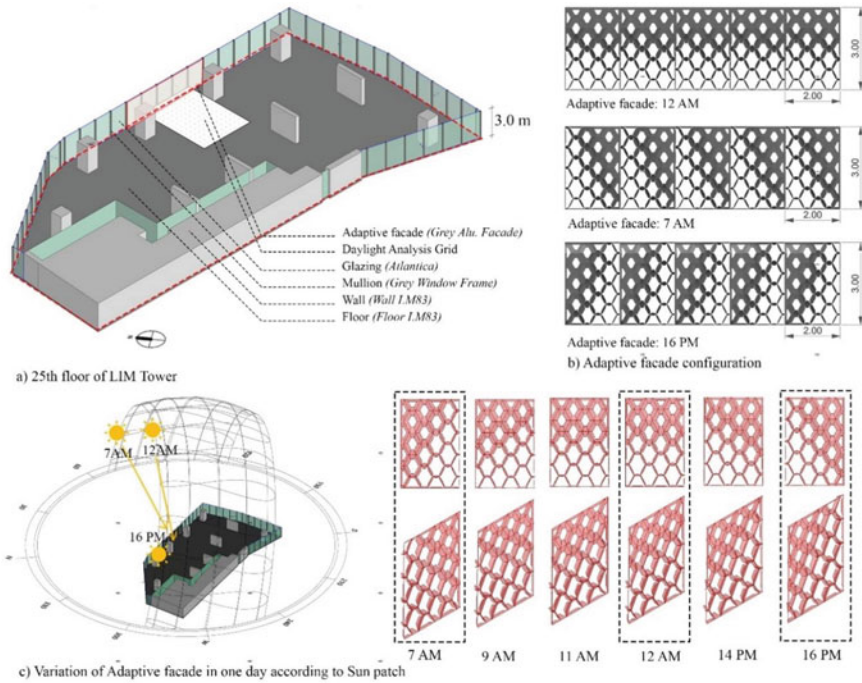 3.0 m
Adaptive facade (Grey Alu. Facade)
Daylight Analysis Grid
Glazing (Atlantica)
Mullion (Grey Window Frame)
Wall (Wall I.M83)
Floor (Floor I.M83)
a) 25th floor of LIM Tower
3.00
2.00
Adaptive facade: 12 AM
3.00
2.00
Adaptive facade: 7 AM
3.00
2.00
Adaptive facade: 16 PM
b) Adaptive facade configuration
7AM
12AM
16 PM
c) Variation of Adaptive facade in one day according to Sun patch
7 AM
9 AM
11 AM
12 AM
14 PM
16 PM